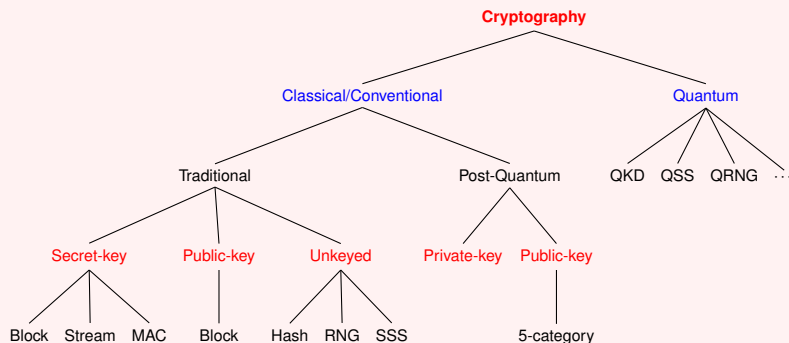 Cryptography
Classical/Conventional Quantum
Traditional Post-Quantum QKD QSS QRNG ...
Secret-key Public-key Unkeyed Private-key Public-key
Block Stream MAC Block Hash RNG SSS 5-category